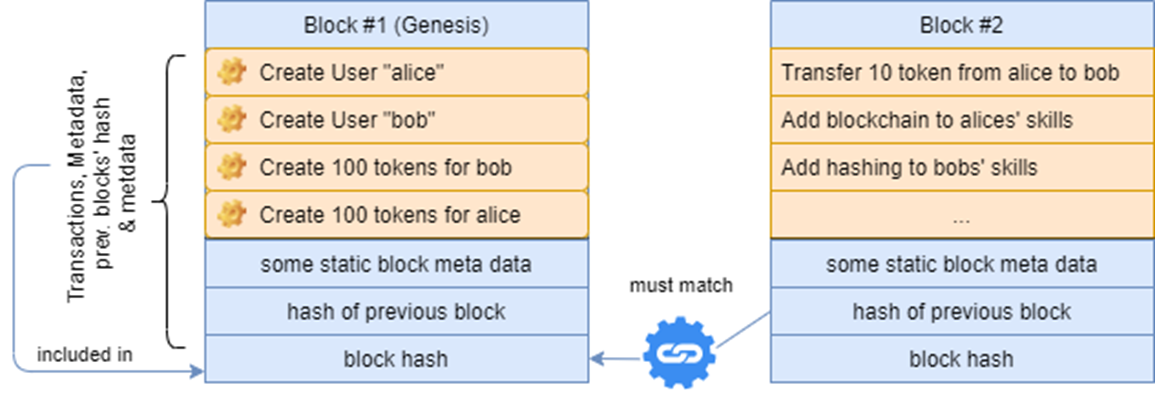 Block #1 (Genesis)
Create User "alice"
Create User "bob"
Create 100 tokens for bob
Create 100 tokens for alice
some static block meta data
hash of previous block
block hash
Transactions, Metadata,
prev. blocks' hash
& metdata
included in
must match
Block #2
Transfer 10 token from alice to bob
Add blockchain to alices' skills
Add hashing to bobs' skills
...
some static block meta data
hash of previous block
block hash